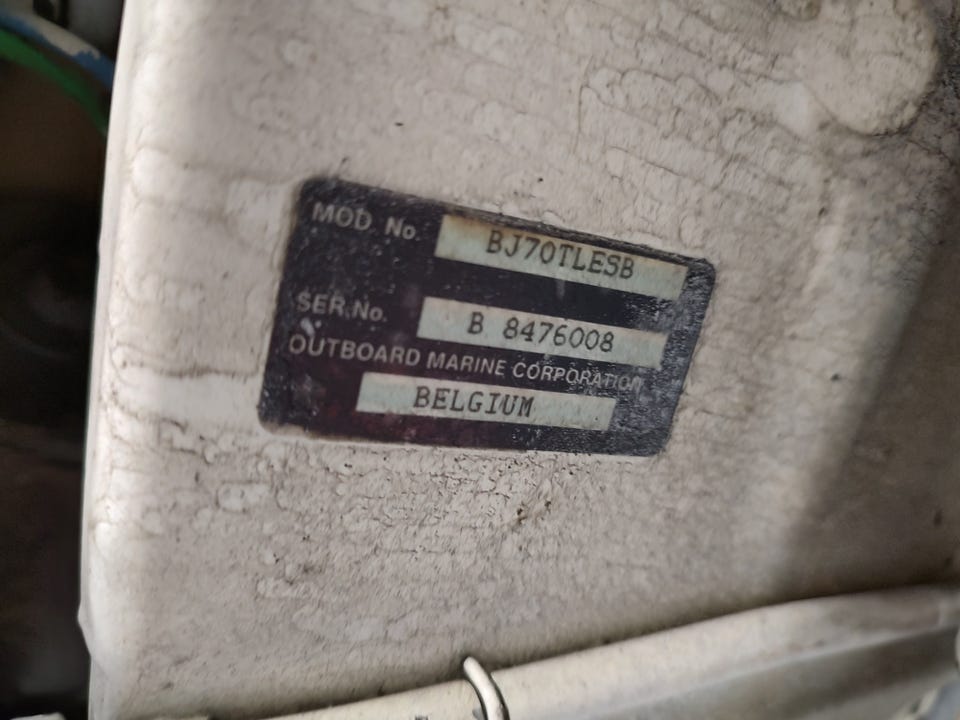 MOD. No. BJ70TLESB
SER. No. B 8476008
OUTBOARD MARINE CORPORATION
BELGIUM